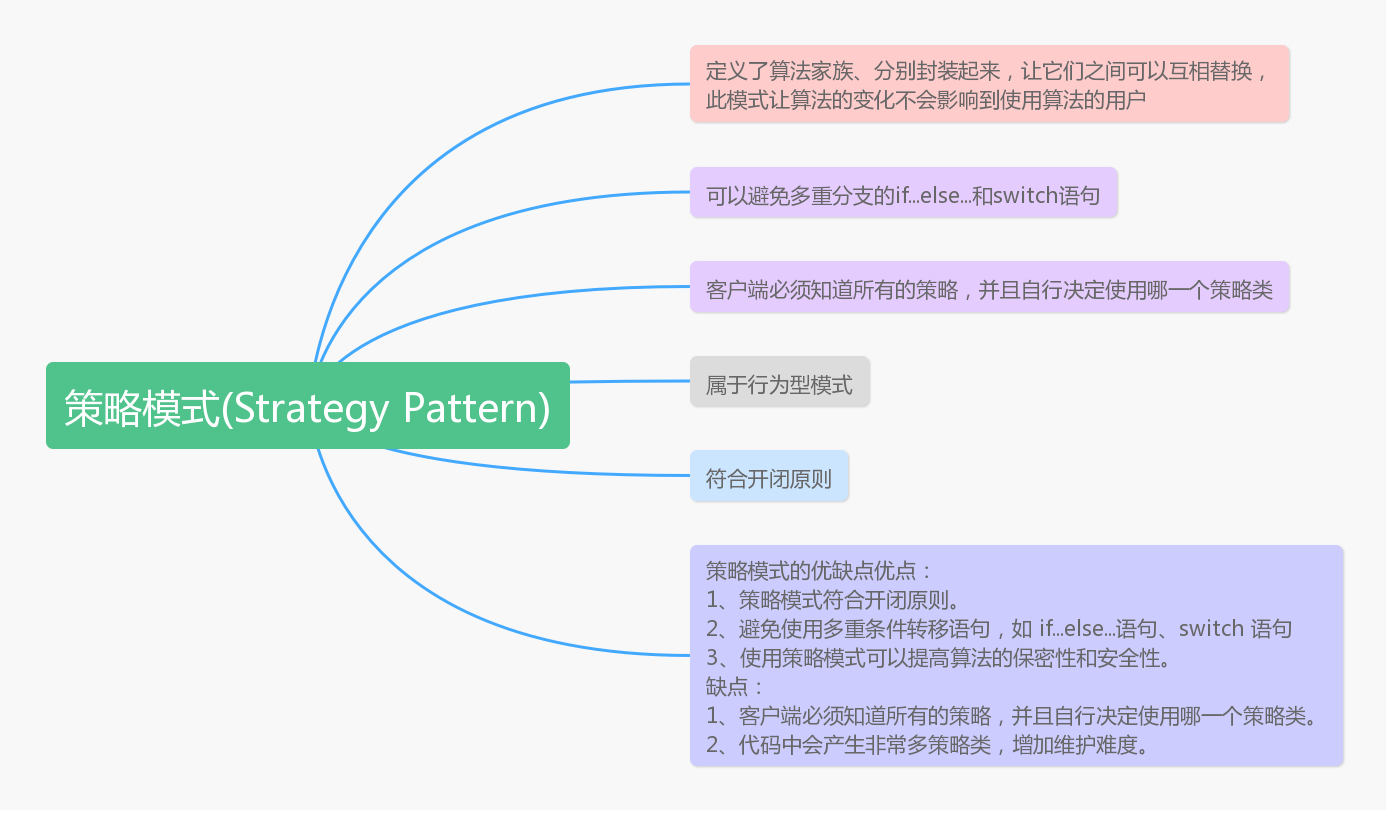 定义了算法家族、分别封装起来，让它们之间可以互相替换，
此模式让算法的变化不会影响到使用算法的用户
可以避免多重分支的if...else...和switch语句
客户端必须知道所有的策略，并且自行决定使用哪一个策略类
策略模式(Strategy Pattern)
属于行为型模式
符合开闭原则
策略模式的优缺点优点：
1、策略模式符合开闭原则。
2、避免使用多重条件转移语句，如 if...else...语句、switch 语句
3、使用策略模式可以提高算法的保密性和安全性。
缺点：
1、客户端必须知道所有的策略，并且自行决定使用哪一个策略类。
2、代码中会产生非常多策略类，增加维护难度。